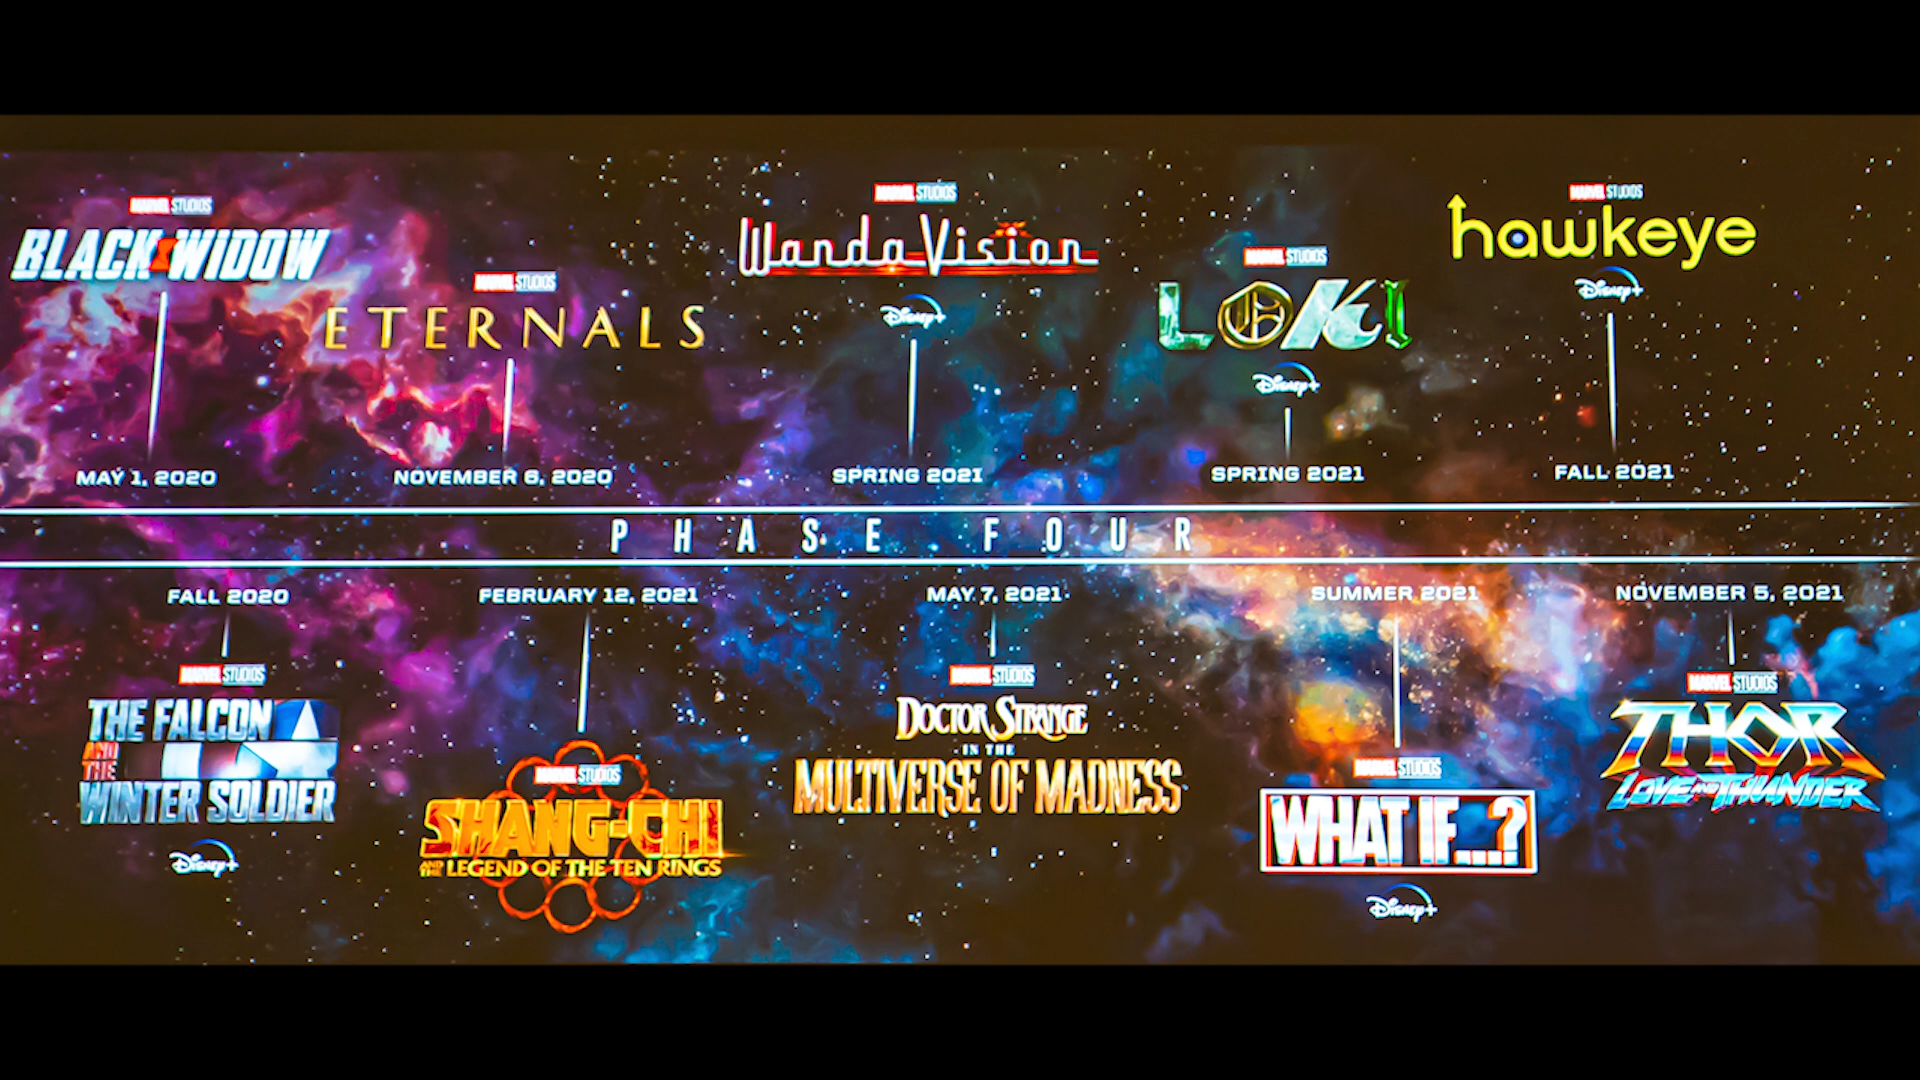 MARVEL STUDIOS
BLACK WIDOW
MAY 1, 2020
MARVEL STUDIOS
ETERNALS
NOVEMBER 6, 2020
MARVEL STUDIOS
WandaVision
Disney+
SPRING 2021
MARVEL STUDIOS
LOKI
Disney+
SPRING 2021
MARVEL STUDIOS
hawkeye
Disney+
FALL 2021
PHASE FOUR
FALL 2020
MARVEL STUDIOS
THE FALCON
AND
THE
WINTER SOLDIER
Disney+
FEBRUARY 12, 2021
MARVEL STUDIOS
SHANG-CHI
AND THE LEGEND OF THE TEN RINGS
MAY 7, 2021
MARVEL STUDIOS
DOCTOR STRANGE
IN THE
MULTIVERSE OF MADNESS
SUMMER 2021
MARVEL STUDIOS
WHAT IF...?
Disney+
NOVEMBER 5, 2021
MARVEL STUDIOS
THOR
LOVE AND THUNDER